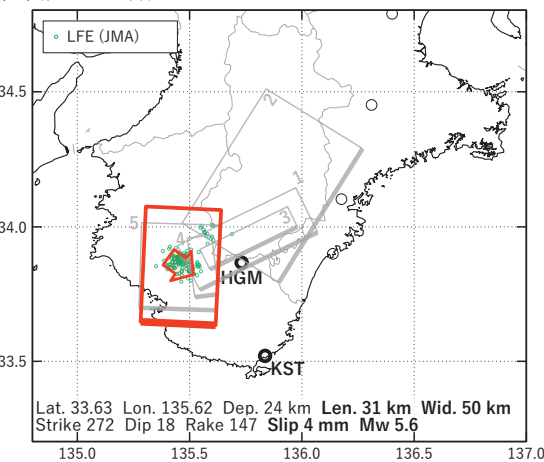 LFE (JMA)
34.5
2
1
3
34.0
5
4
HGM
33.5
KST
Lat. 33.63 Lon. 135.62 Dep. 24 km Len. 31 km Wid. 50 km
Strike 272 Dip 18 Rake 147 Slip 4 mm Mw 5.6
135.0 135.5 136.0 136.5 137.0